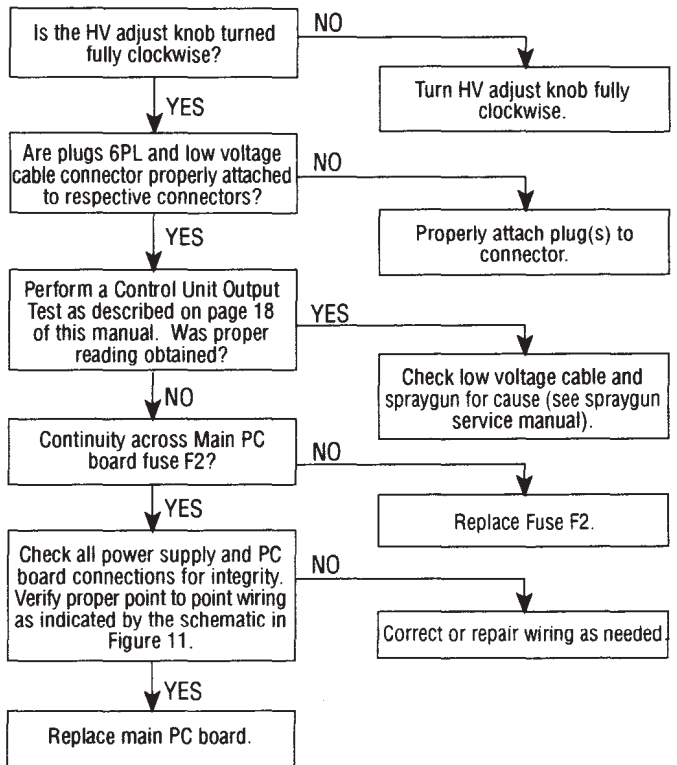 Is the HV adjust knob turned
fully clockwise?
NO
Turn HV adjust knob fully
clockwise.
YES
Are plugs 6PL and low voltage
cable connector properly attached
to respective connectors?
NO
Properly attach plug(s) to
connector.
YES
Perform a Control Unit Output
Test as described on page 18
of this manual. Was proper
reading obtained?
YES
Check low voltage cable and
spraygun for cause (see spraygun
service manual).
NO
Continuity across Main PC
board fuse F2?
NO
Replace Fuse F2.
YES
Check all power supply and PC
board connections for integrity.
Verify proper point to point wiring
as indicated by the schematic in
Figure 11.
NO
Correct or repair wiring as needed.
YES
Replace main PC board.